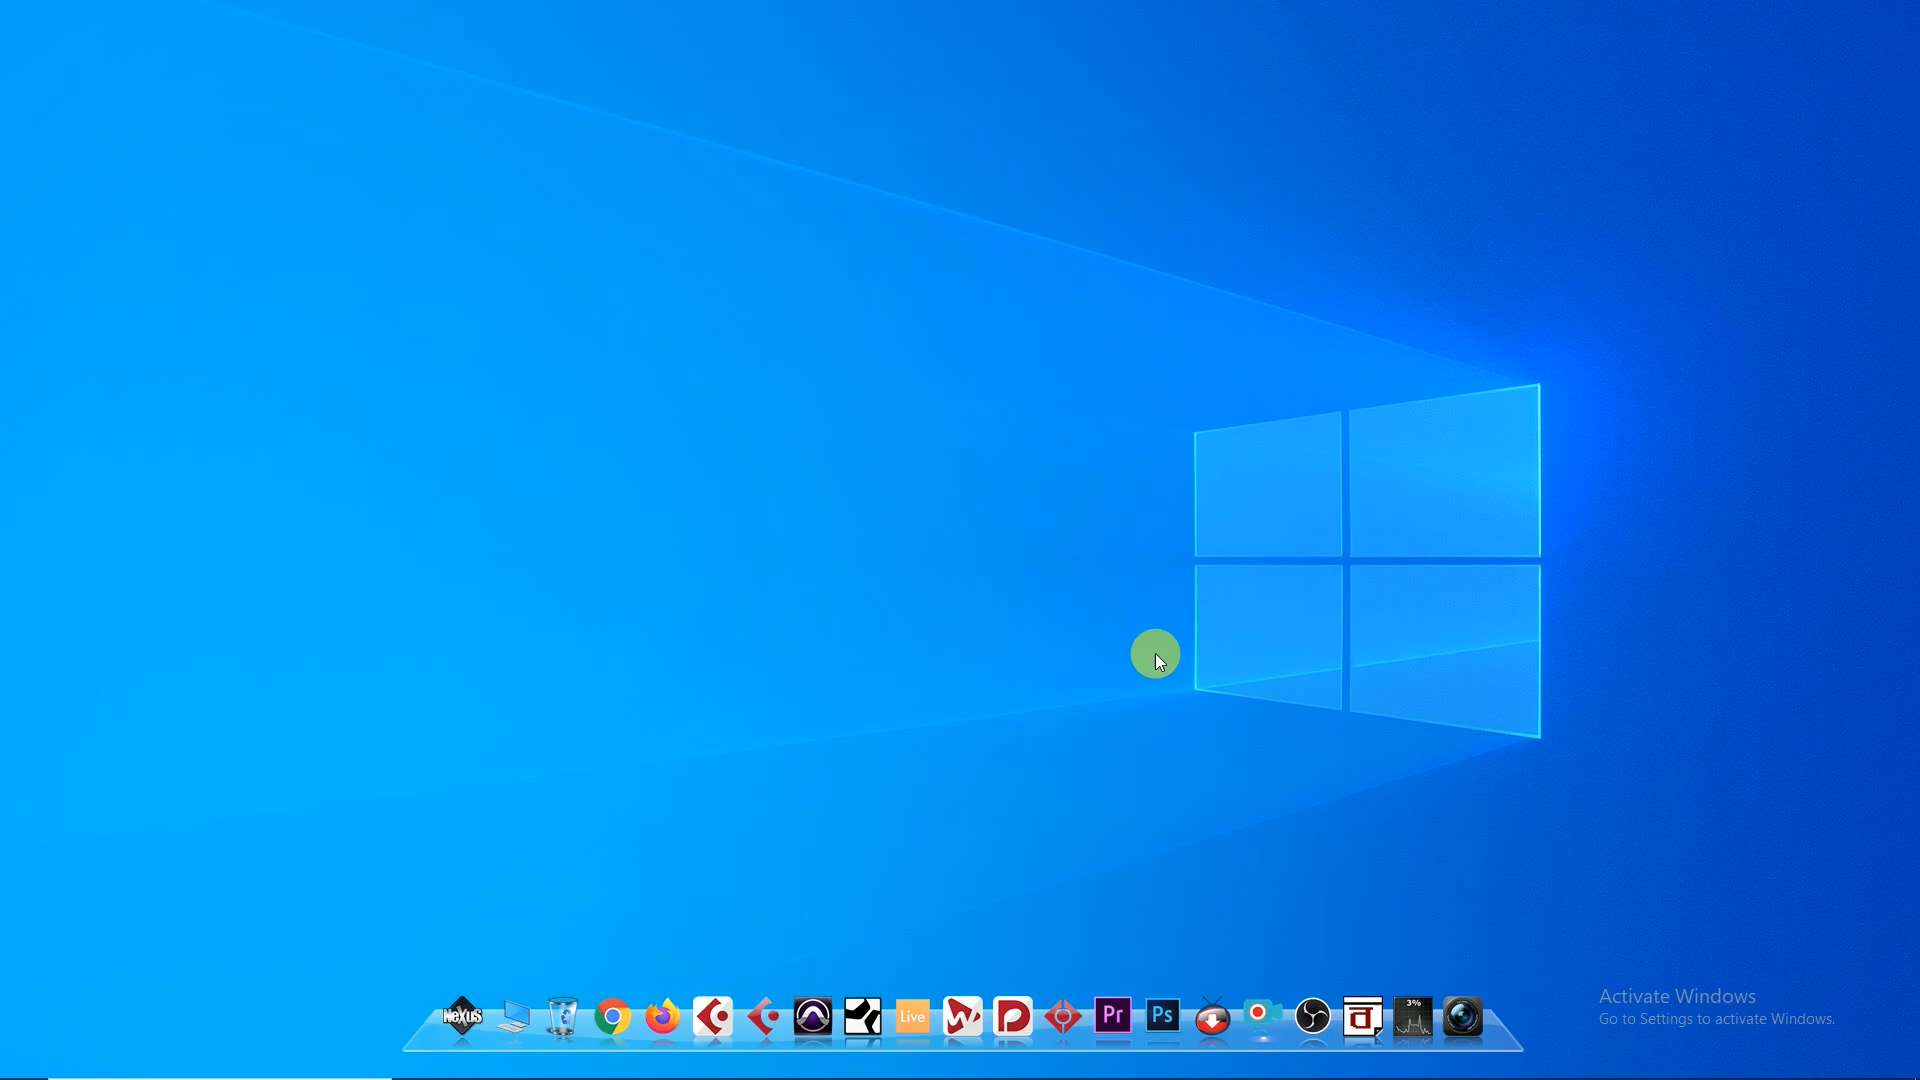 NeXuS
Live
Pr
Ps
3%
Activate Windows
Go to Settings to activate Windows.